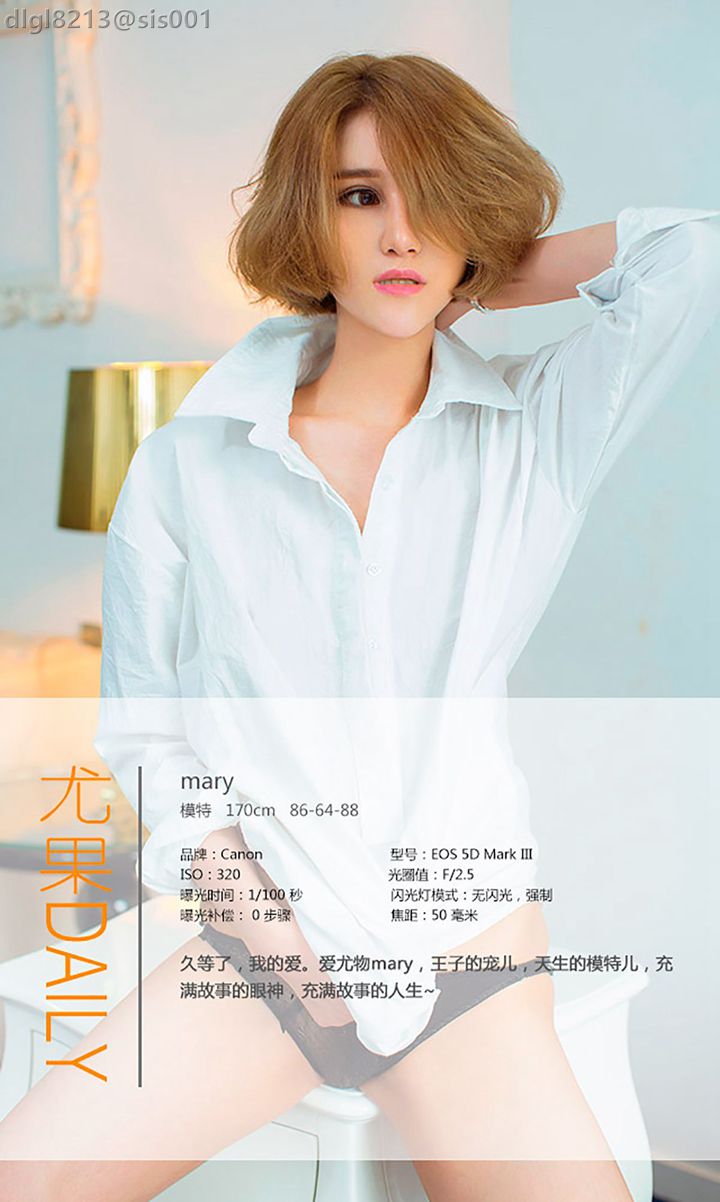 dlgl8213@sis001
尤果DAILY
mary
模特 170cm 86-64-88
品牌：Canon 型号：EOS 5D Mark III
ISO：320 光圈值：F/2.5
曝光时间：1/100 秒 闪光灯模式：无闪光，强制
曝光补偿： 0 步骤 焦距：50 毫米
久等了，我的爱。爱尤物mary，王子的宠儿，天生的模特儿，充
满故事的眼神，充满故事的人生~